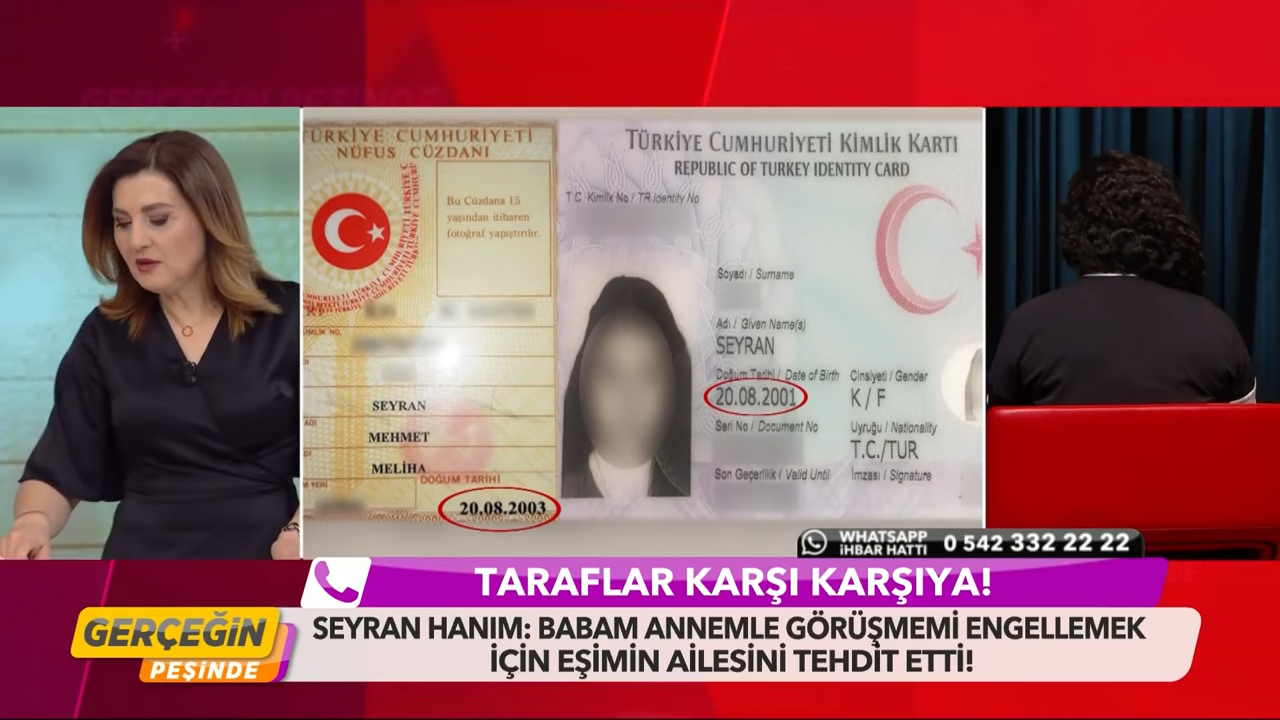 TÜRKİYE CUMHURİYETİ
NÜFUS CÜZDANI
Bu Cüzdana 15
yaşından itibaren
fotoğraf yapıştırılır.
SEYRAN
MEHMET
MELİHA
DOĞUM TARİHİ
20.08.2003
TÜRKİYE CUMHURİYETİ KİMLİK KARTI
REPUBLIC OF TURKEY IDENTITY CARD
T.C. Kimlik No / TR Identity No
Soyadı / Surname
Adı / Given Name(s)
SEYRAN
Doğum Tarihi / Date of Birth
Cinsiyeti / Gender
20.08.2001
K / F
Seri No / Document No
Uyruğu / Nationality
T.C./TUR
Son Geçerlilik / Valid Until
İmzası / Signature
WHATSAPP
İHBAR HATTI
0 542 332 22 22
TARAFLAR KARŞI KARŞIYA!
GERÇEĞİN
PEŞİNDE
SEYRAN HANIM: BABAM ANNEMLE GÖRÜŞMEMİ ENGELLEMEK
İÇİN EŞİMİN AİLESİNİ TEHDİT ETTİ!